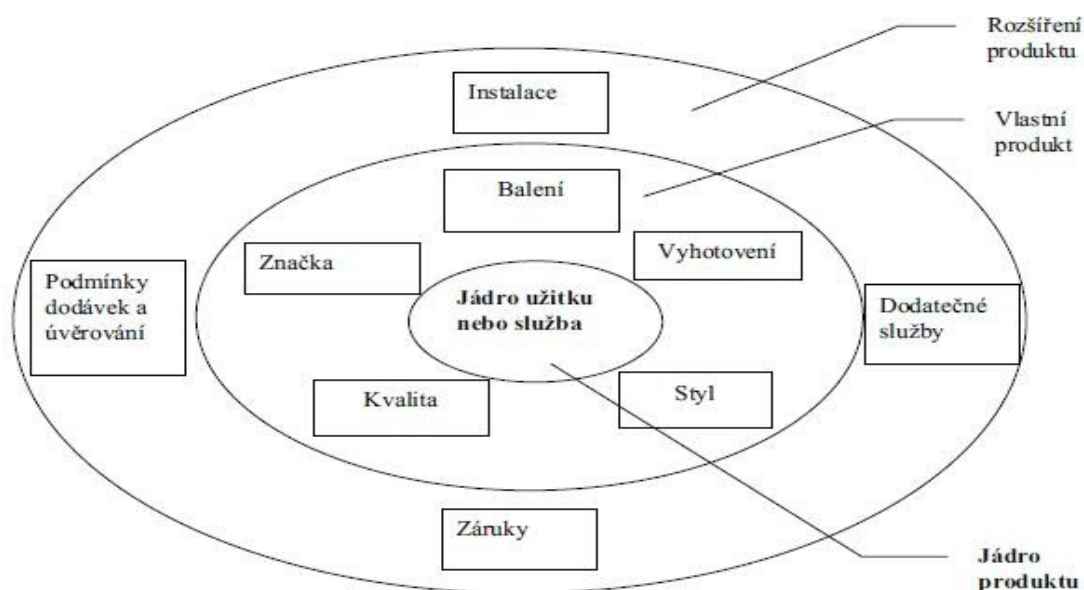 Rozšíření
produktu
Instalace
Vlastní
produkt
Balení
Značka
Vyhotovení
Podmínky
dodávek a
úvěrování
Jádro užitku
nebo služba
Dodatečné
služby
Kvalita
Styl
Záruky
Jádro
produktu